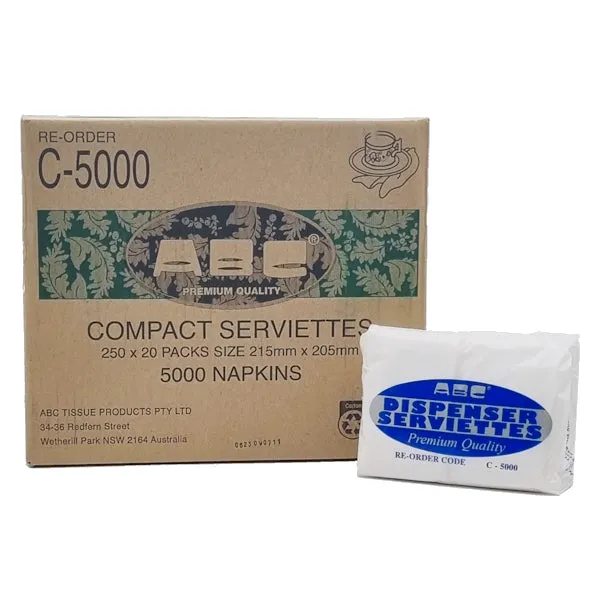 RE-ORDER
C-5000
ABC®
PREMIUM QUALITY
COMPACT SERVIETTES
250 x 20 PACKS SIZE 215mm x 205mm
5000 NAPKINS
ABC TISSUE PRODUCTS PTY LTD
34-36 Redfern Street
Wetherill Park NSW 2164 Australia
ABC
DISPENSER
SERVIETTES
Premium Quality
RE-ORDER CODE C - 5000